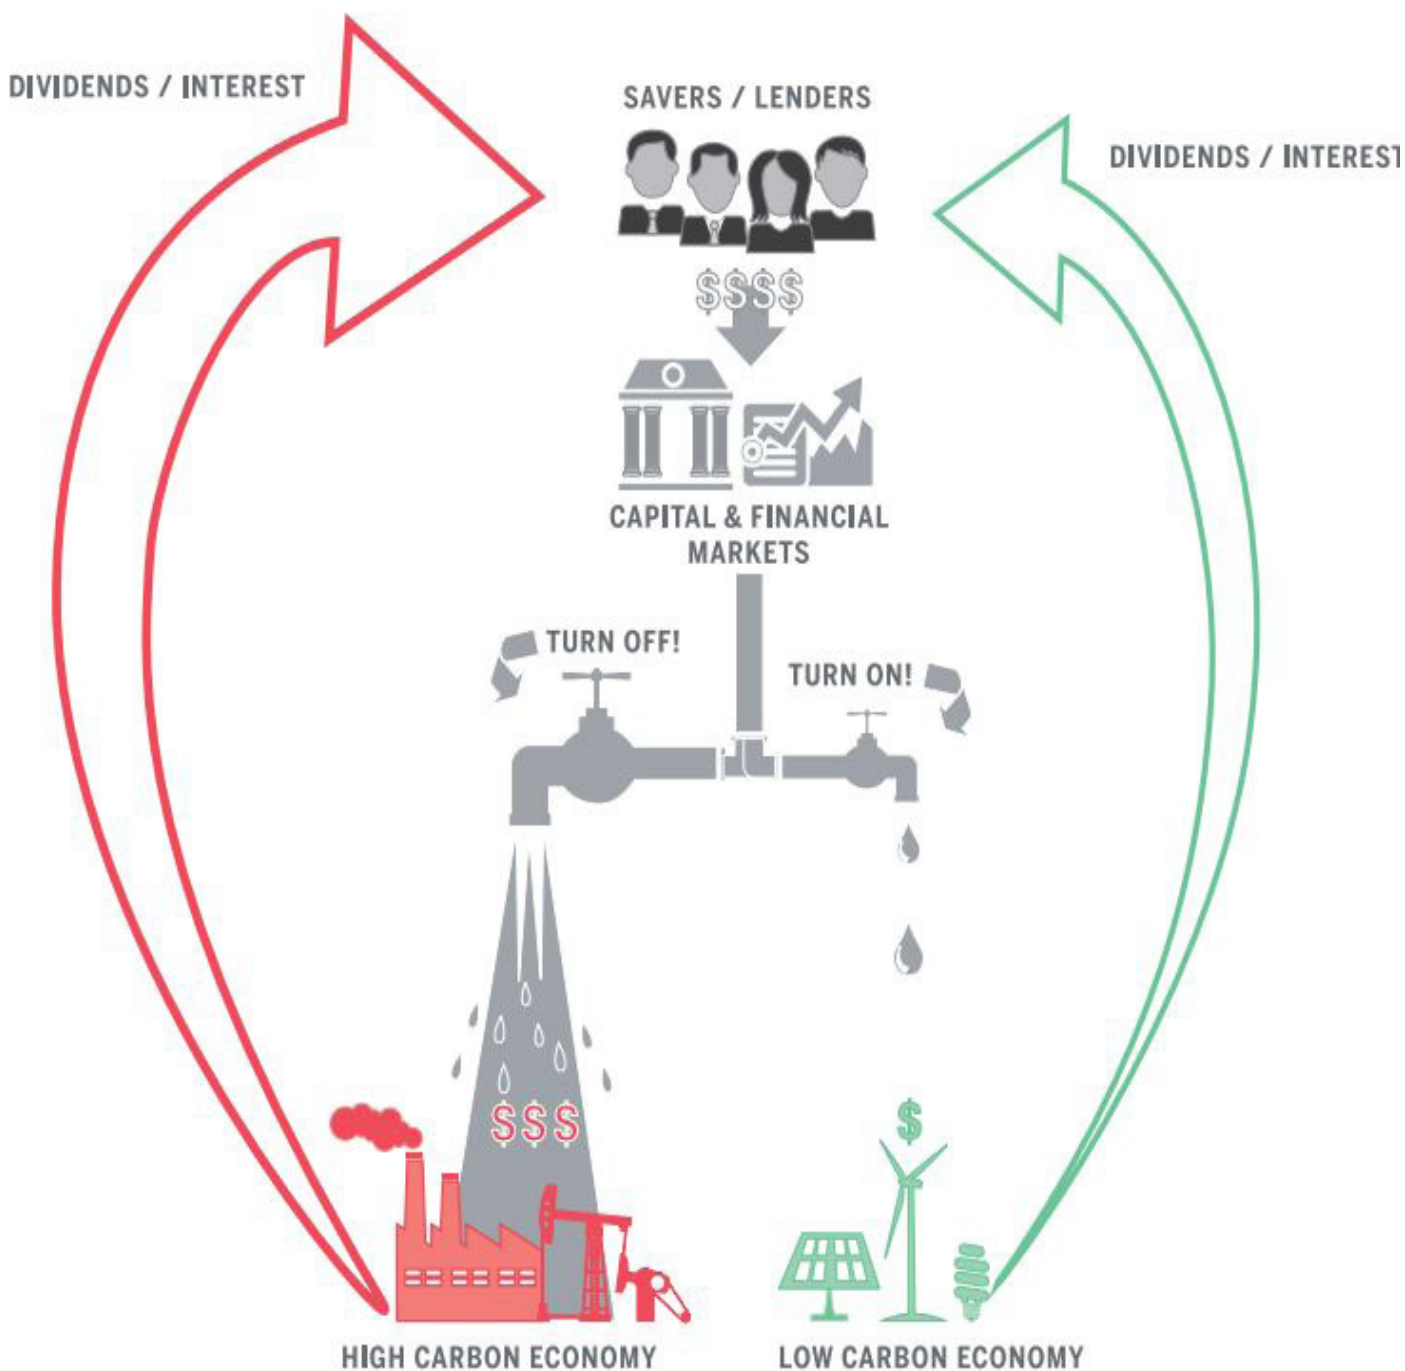 DIVIDENDS / INTEREST
SAVERS / LENDERS
DIVIDENDS / INTEREST
$$$$
CAPITAL & FINANCIAL
MARKETS
TURN OFF!
TURN ON!
$$$
$
HIGH CARBON ECONOMY
LOW CARBON ECONOMY